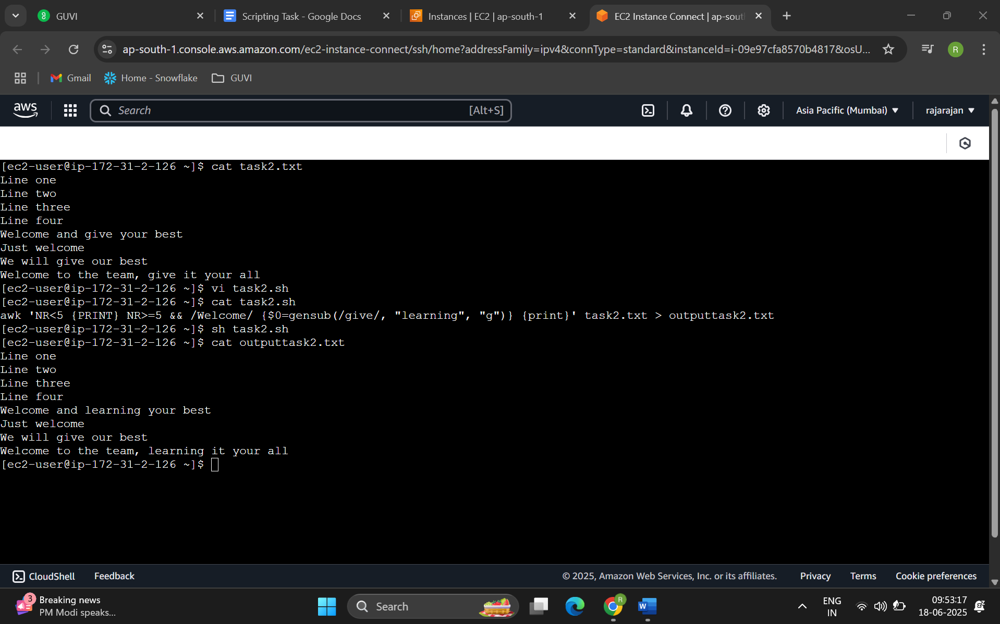 GUVI
Scripting Task - Google Docs
Instances | EC2 | ap-south-1
EC2 Instance Connect | ap-sout
ap-south-1.console.aws.amazon.com/ec2-instance-connect/ssh/home?addressFamily=ipv4&connType=standard&instanceId=i-09e97cfa8570b4817&osU...
R
Gmail
Home - Snowflake
GUVI
aws
Search
[Alt+S]
Asia Pacific (Mumbai)
rajarajan
[ec2-user@ip-172-31-2-126 ~]$ cat task2.txt
Line one
Line two
Line three
Line four
Welcome and give your best
Just welcome
We will give our best
Welcome to the team, give it your all
[ec2-user@ip-172-31-2-126 ~]$ vi task2.sh
[ec2-user@ip-172-31-2-126 ~]$ cat task2.sh
awk 'NR<5 {PRINT} NR>=5 && /Welcome/ {$0=gensub(/give/, "learning", "g")} {print}' task2.txt > outputtask2.txt
[ec2-user@ip-172-31-2-126 ~]$ sh task2.sh
[ec2-user@ip-172-31-2-126 ~]$ cat outputtask2.txt
Line one
Line two
Line three
Line four
Welcome and learning your best
Just welcome
We will give our best
Welcome to the team, learning it your all
[ec2-user@ip-172-31-2-126 ~]$
CloudShell
Feedback
© 2025, Amazon Web Services, Inc. or its affiliates.
Privacy
Terms
Cookie preferences
3
Breaking news
PM Modi speaks...
Search
R
W
ENG
IN
09:53:17
18-06-2025